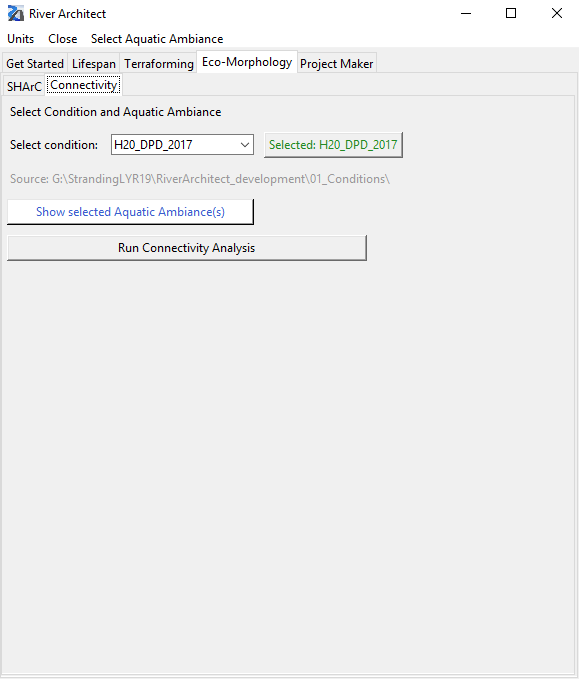 River Architect
Units Close Select Aquatic Ambiance
Get Started Lifespan Terraforming Eco-Morphology Project Maker
SHArC Connectivity
Select Condition and Aquatic Ambiance
Select condition: H20_DPD_2017 Selected: H20_DPD_2017
Source: G:\StrandingLYR19\RiverArchitect_development\01_Conditions\
Show selected Aquatic Ambiance(s)
Run Connectivity Analysis